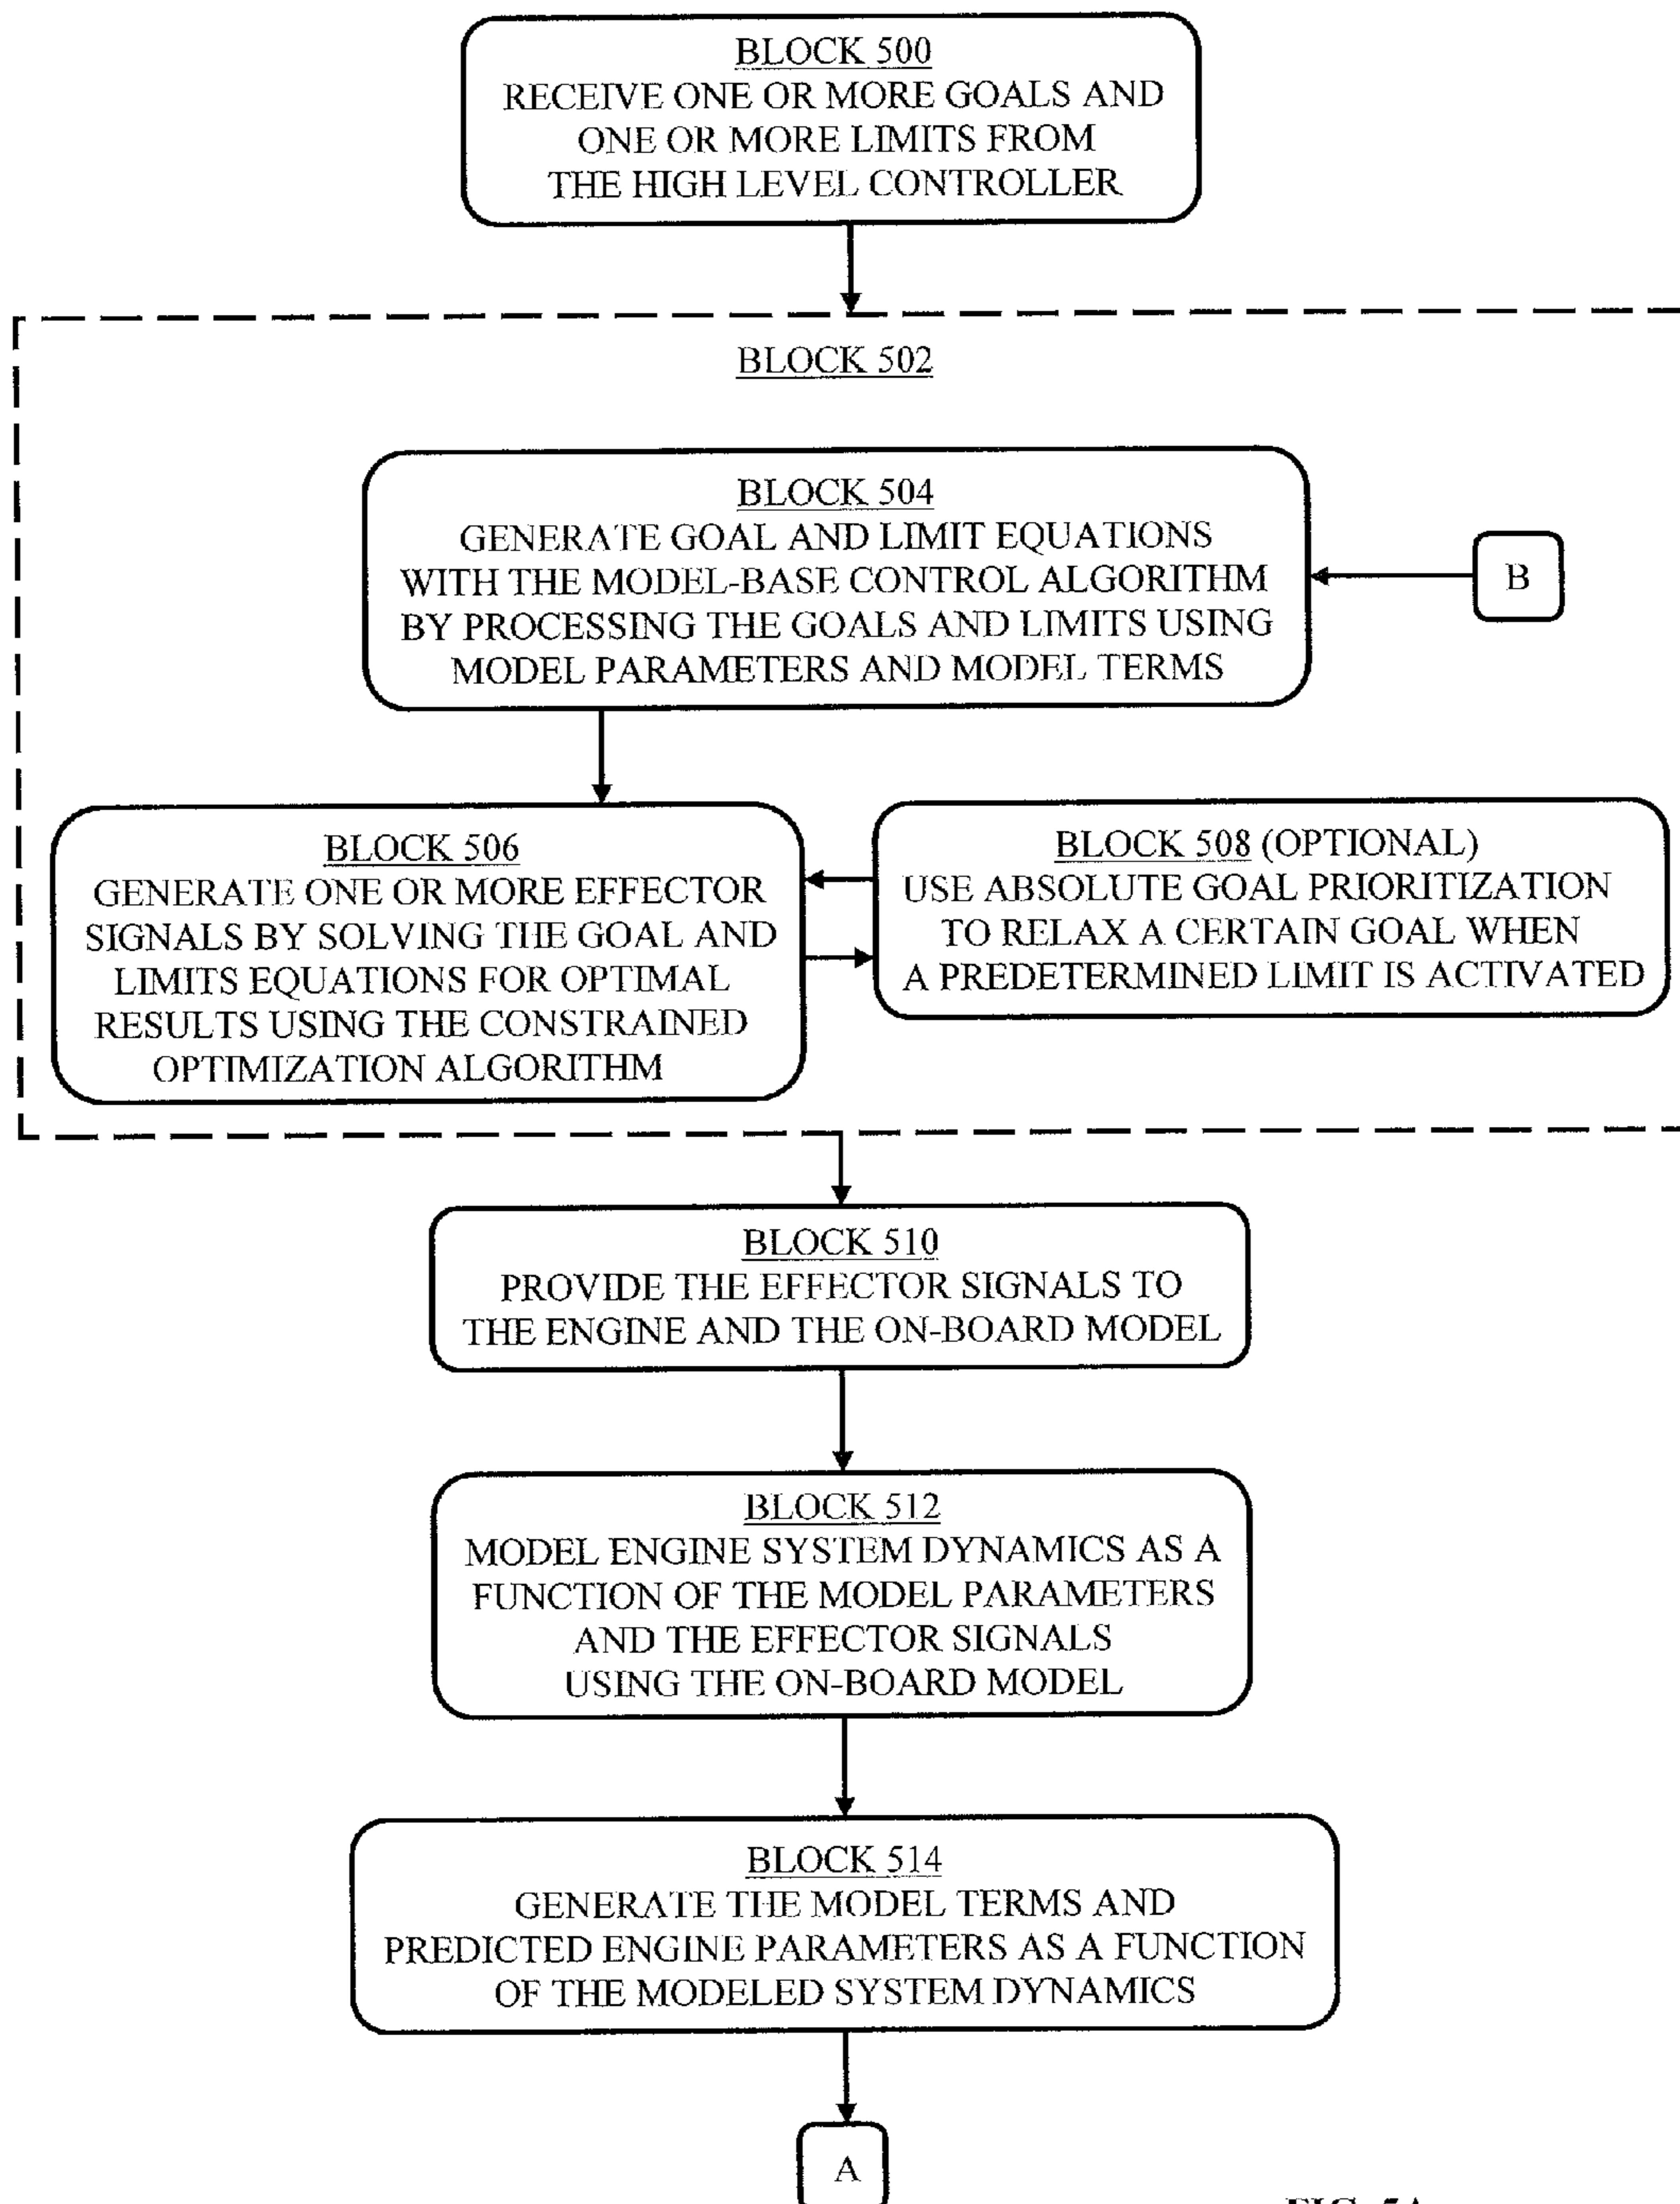 BLOCK 500
RECEIVE ONE OR MORE GOALS AND
ONE OR MORE LIMITS FROM
THE HIGH LEVEL CONTROLLER
BLOCK 502
BLOCK 504
GENERATE GOAL AND LIMIT EQUATIONS
WITH THE MODEL-BASE CONTROL ALGORITHM
BY PROCESSING THE GOALS AND LIMITS USING
MODEL PARAMETERS AND MODEL TERMS
B
BLOCK 506
GENERATE ONE OR MORE EFFECTOR
SIGNALS BY SOLVING THE GOAL AND
LIMITS EQUATIONS FOR OPTIMAL
RESULTS USING THE CONSTRAINED
OPTIMIZATION ALGORITHM
BLOCK 508 (OPTIONAL)
USE ABSOLUTE GOAL PRIORITIZATION
TO RELAX A CERTAIN GOAL WHEN
A PREDETERMINED LIMIT IS ACTIVATED
BLOCK 510
PROVIDE THE EFFECTOR SIGNALS TO
THE ENGINE AND THE ON-BOARD MODEL
BLOCK 512
MODEL ENGINE SYSTEM DYNAMICS AS A
FUNCTION OF THE MODEL PARAMETERS
AND THE EFFECTOR SIGNALS
USING THE ON-BOARD MODEL
BLOCK 514
GENERATE THE MODEL TERMS AND
PREDICTED ENGINE PARAMETERS AS A FUNCTION
OF THE MODELED SYSTEM DYNAMICS
A
FIG. 5A